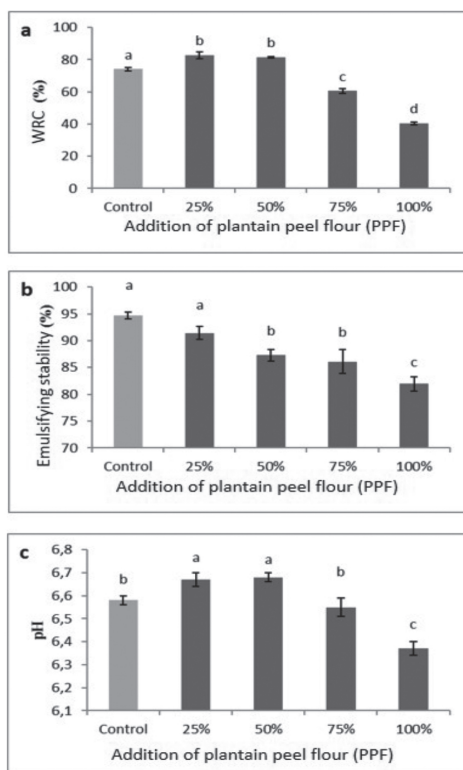 a
WRC (%)
100
80
60
40
20
0
a
b
b
c
d
Control
25%
50%
75%
100%
Addition of plantain peel flour (PPF)
b
Emulsifying stability (%)
100
95
90
85
80
75
70
a
a
b
b
c
Control
25%
50%
75%
100%
Addition of plantain peel flour (PPF)
c
pH
6,8
6,7
6,6
6,5
6,4
6,3
6,2
6,1
b
a
a
b
c
Control
25%
50%
75%
100%
Addition of plantain peel flour (PPF)